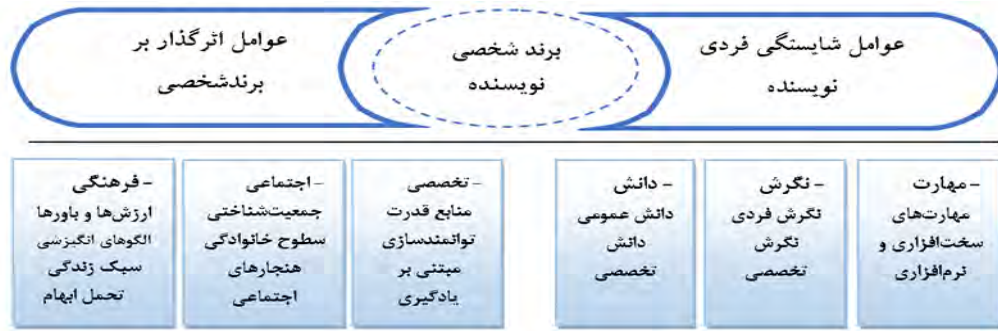 عوامل شایستگی فردی
نویسنده
برند شخصی
نویسنده
عوامل اثرگذار بر
برندشخصی
- مهارت
مهارت‌های
سخت‌افزاری و
نرم‌افزاری
- نگرش
نگرش فردی
نگرش
تخصصی
- دانش
دانش عمومی
دانش
تخصصی
- تخصصی
منابع قدرت
توانمندسازی
مبتنی بر
یادگیری
- اجتماعی
جمعیت‌شناختی
سطوح خانوادگی
هنجارهای
اجتماعی
- فرهنگی
ارزش‌ها و باورها
الگوهای انگیزشی
سبک زندگی
تحمل ابهام